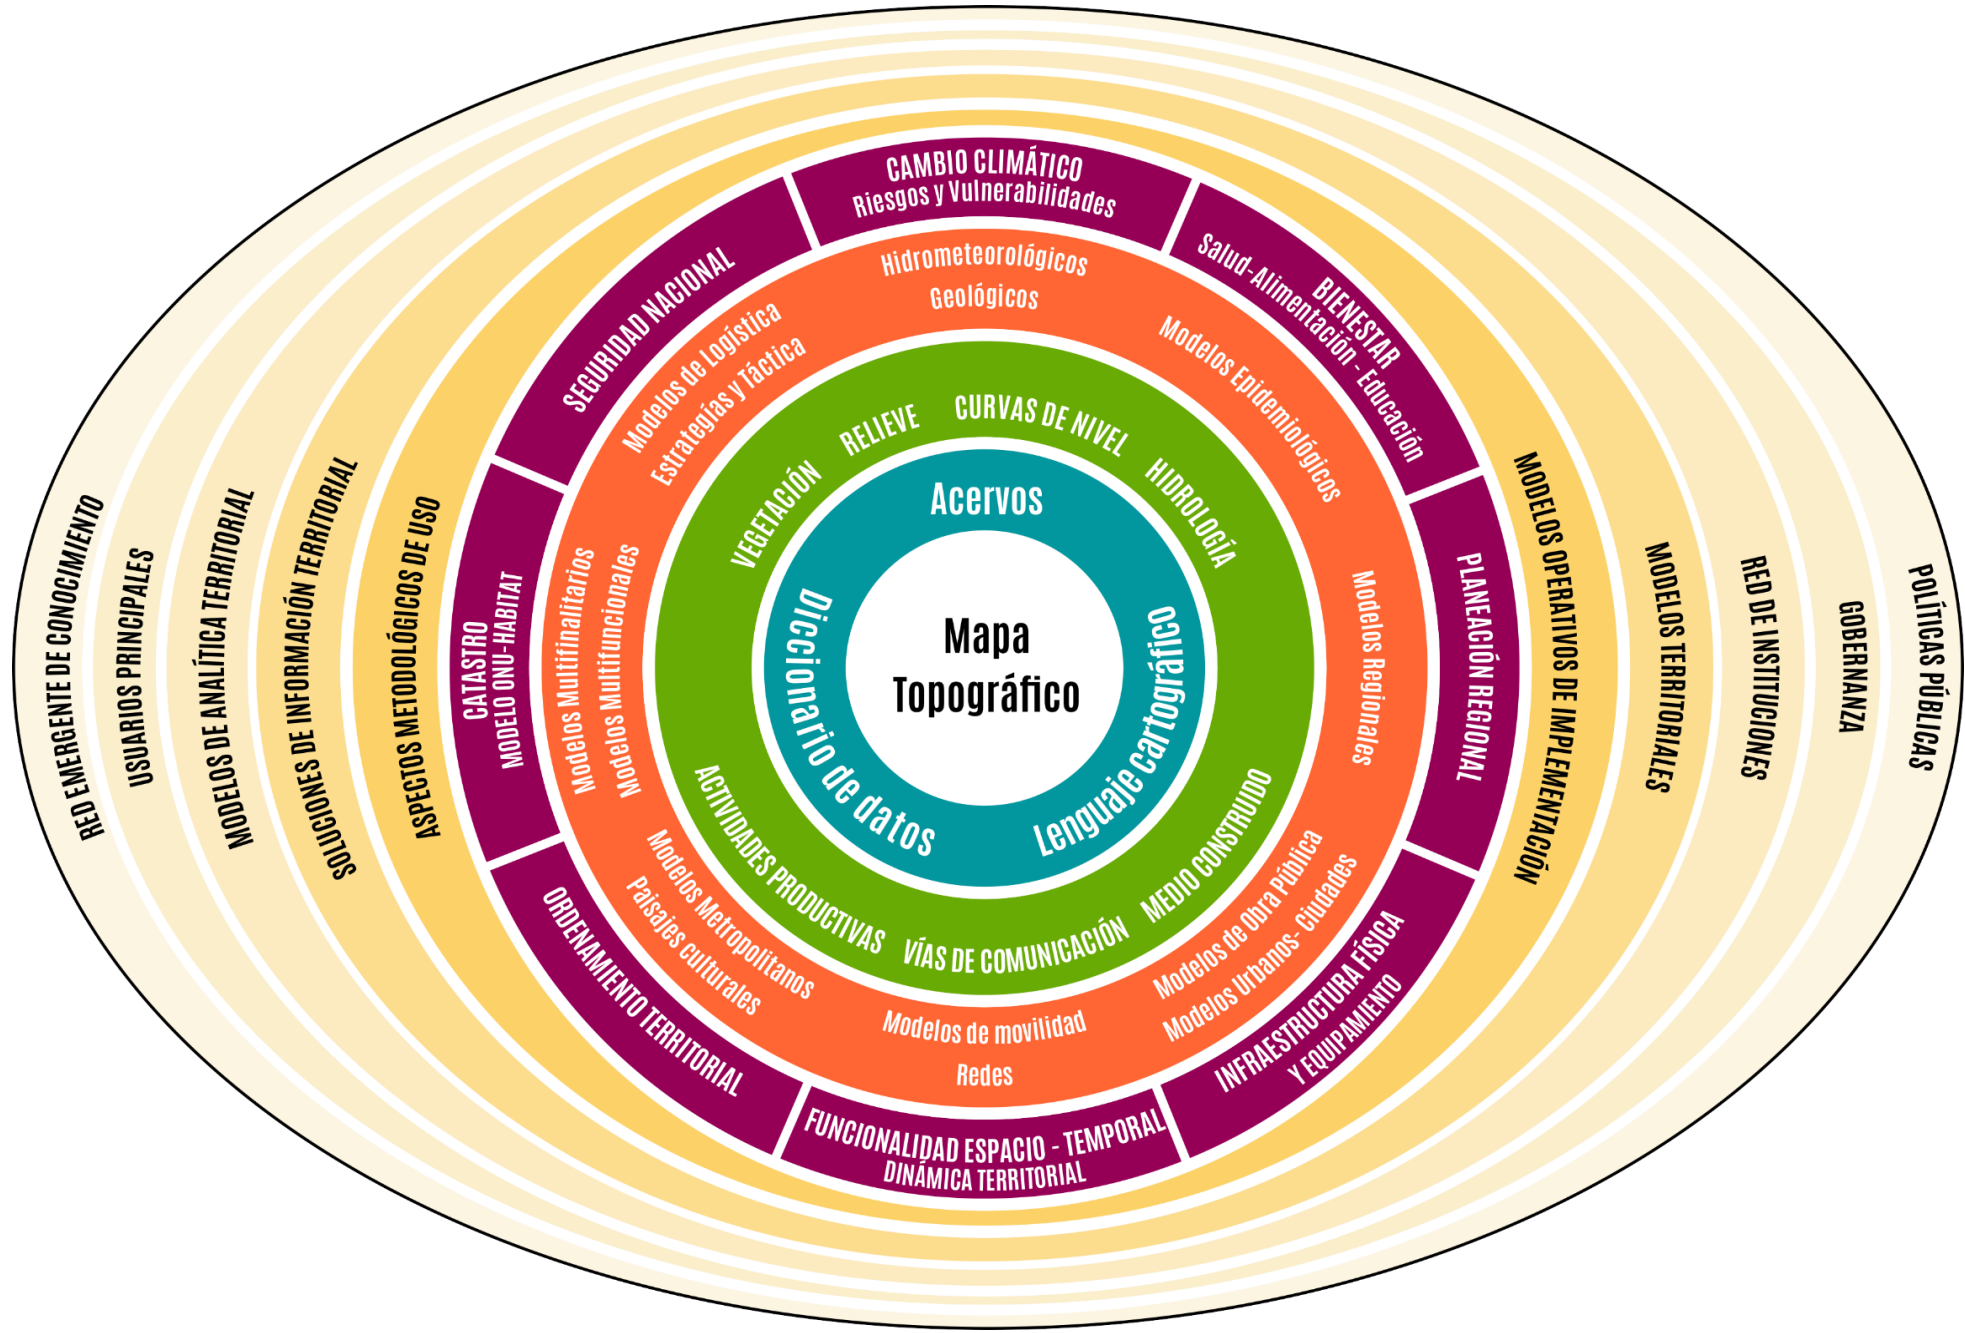 Mapa
Topográfico
Acervos
Lenguaje cartográfico
Diccionario de datos
CURVAS DE NIVEL
HIDROLOGÍA
MEDIO CONSTRUIDO
VÍAS DE COMUNICACIÓN
ACTIVIDADES PRODUCTIVAS
VEGETACIÓN
RELIEVE
Hidrometeorológicos
Geológicos
Modelos Epidemiológicos
Modelos Regionales
Modelos de Obra Pública
Modelos Urbanos- Ciudades
Modelos de movilidad
Redes
Modelos Metropolitanos
Paisajes culturales
Modelos Multifinalitarios
Modelos Multifuncionales
Modelos de Logística
Estrategías y Táctica
CAMBIO CLIMÁTICO
Riesgos y Vulnerabilidades
BIENESTAR
Salud-Alimentación - Educación
PLANEACIÓN REGIONAL
INFRAESTRUCTURA FÍSICA
Y EQUIPAMIENTO
FUNCIONALIDAD ESPACIO - TEMPORAL
DINÁMICA TERRITORIAL
ORDENAMIENTO TERRITORIAL
CATASTRO
MODELO ONU-HABITAT
SEGURIDAD NACIONAL
RED EMERGENTE DE CONOCIMIENTO
USUARIOS PRINCIPALES
MODELOS DE ANALÍTICA TERRITORIAL
SOLUCIONES DE INFORMACIÓN TERRITORIAL
ASPECTOS METODOLÓGICOS DE USO
MODELOS OPERATIVOS DE IMPLEMENTACIÓN
MODELOS TERRITORIALES
RED DE INSTITUCIONES
GOBERNANZA
POLÍTICAS PÚBLICAS